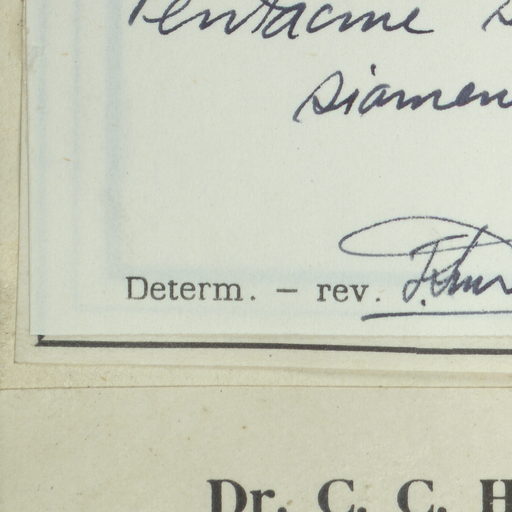 Pentacme s
siamen
Determ. — rev.
Dr. C. C. H